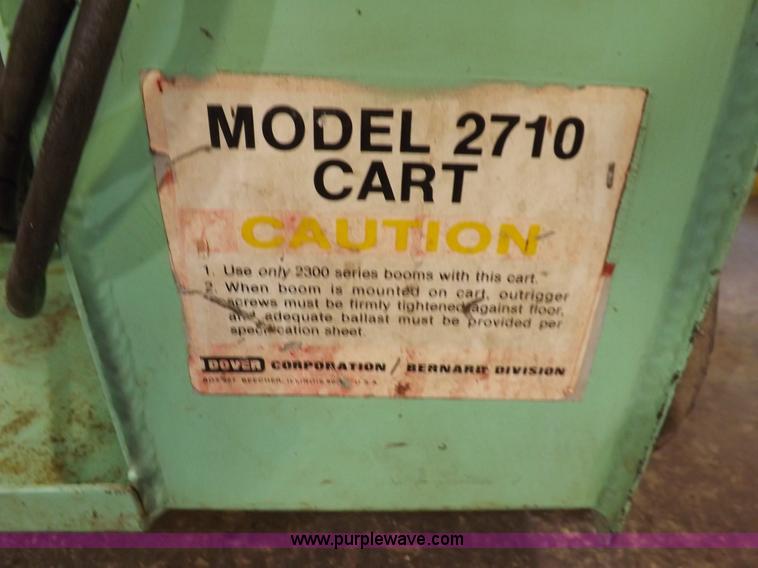 MODEL 2710
CART
CAUTION
1. Use only 2300 series booms with this cart.
2. When boom is mounted on cart, outrigger
screws must be firmly tightened against floor,
and adequate ballast must be provided per
specification sheet.
DOVER CORPORATION / BERNARD DIVISION
BEECHER, ILLINOIS U.S.A.
www.purplewave.com